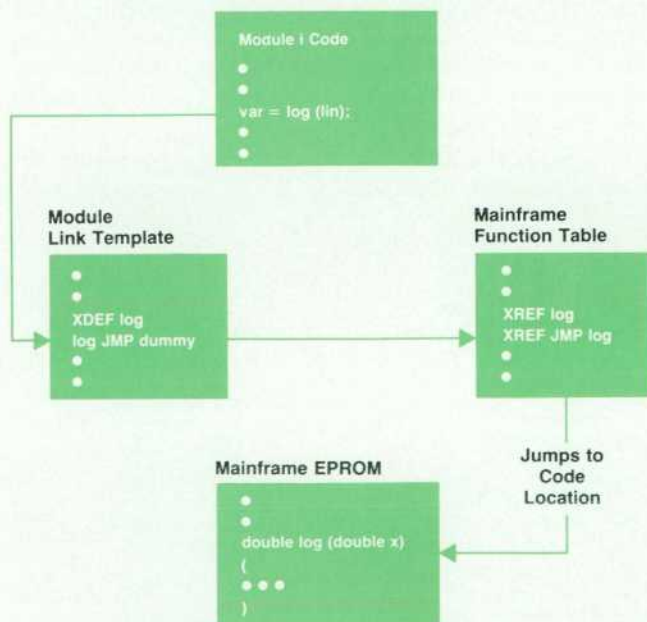 Module i Code
●
●
var = log (lin);
●
●
Module
Link Template
●
●
XDEF log
log JMP dummy
●
●
Mainframe
Function Table
●
●
XREF log
XREF JMP log
●
●
Jumps to
Code
Location
Mainframe EPROM
●
●
double log (double x)
(
● ● ●
)